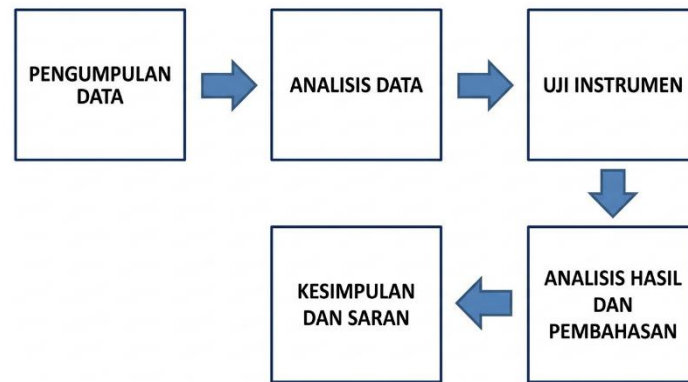 PENGUMPULAN
DATA
ANALISIS DATA
UJI INSTRUMEN
ANALISIS HASIL
DAN
PEMBAHASAN
KESIMPULAN
DAN SARAN